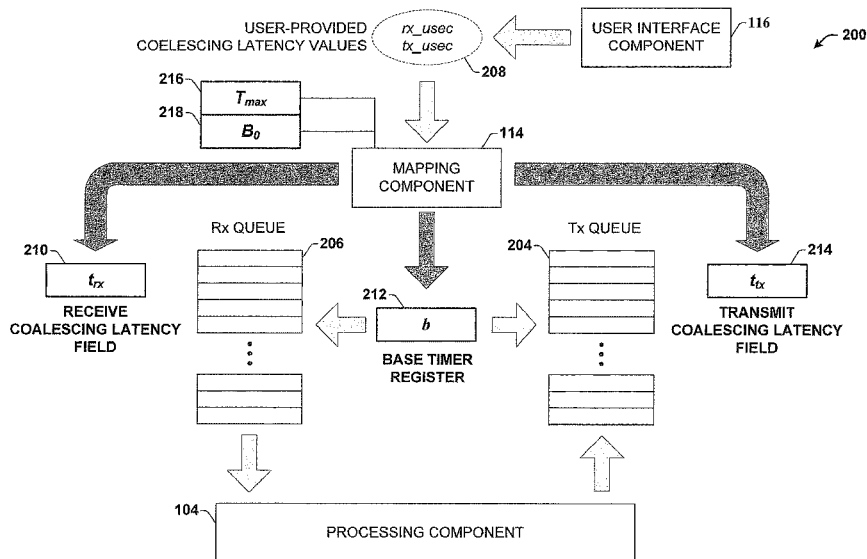 USER-PROVIDED
COELESCING LATENCY VALUES
rx_usec
tx_usec
208
USER INTERFACE
COMPONENT
116
200
216
T_max
218
B_0
114
MAPPING
COMPONENT
Rx QUEUE
Tx QUEUE
210
206
204
214
t_rx
t_tx
RECEIVE
COALESCING LATENCY
FIELD
212
b
BASE TIMER
REGISTER
TRANSMIT
COALESCING LATENCY
FIELD
104
PROCESSING COMPONENT